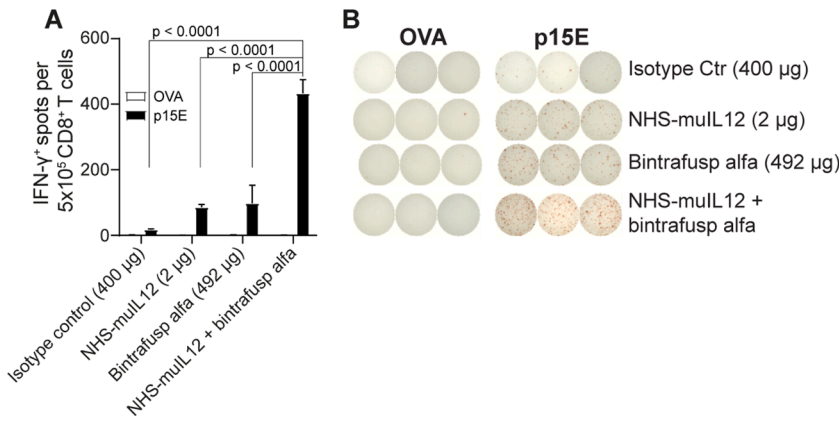 A
IFN-γ⁺ spots per
5x10⁵ CD8⁺ T cells
600
400
200
0
p < 0.0001
p < 0.0001
p < 0.0001
OVA
p15E
Isotype control (400 µg)
NHS-muIL12 (2 µg)
Bintrafusp alfa (492 µg)
NHS-muIL12 + bintrafusp alfa
B
OVA
p15E
Isotype Ctr (400 µg)
NHS-muIL12 (2 µg)
Bintrafusp alfa (492 µg)
NHS-muIL12 +
bintrafusp alfa